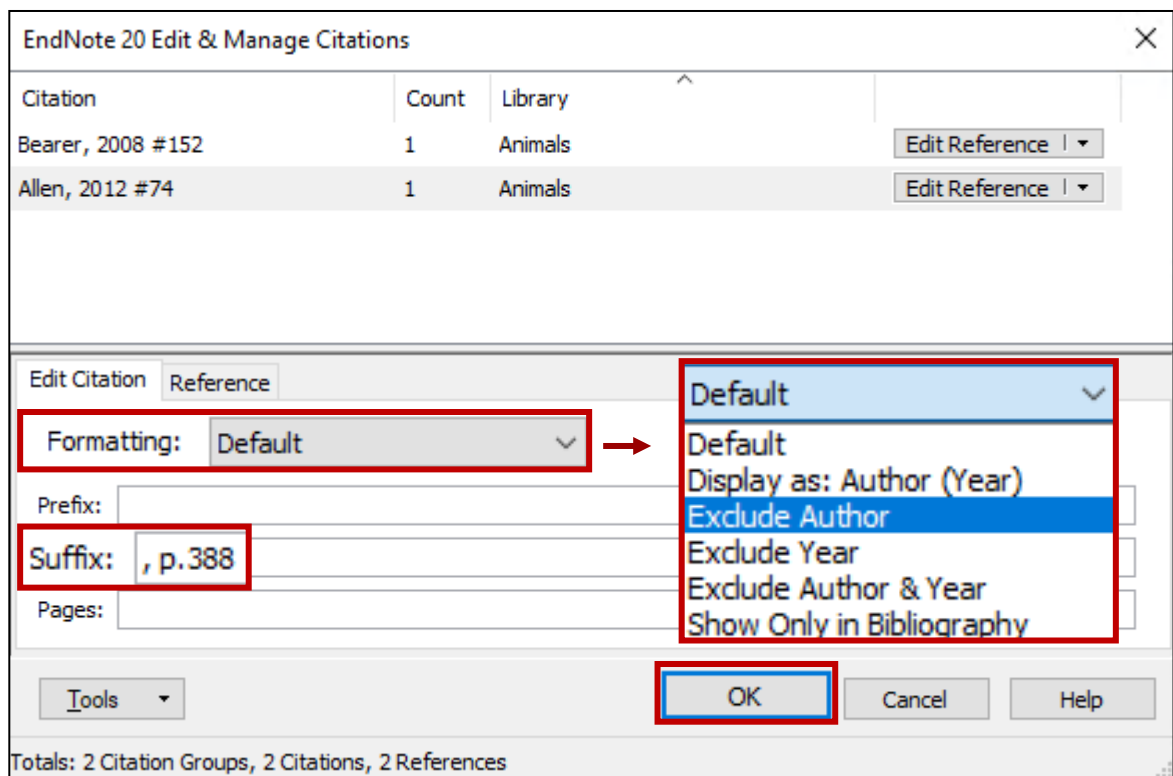 EndNote 20 Edit & Manage Citations
Citation Count Library
Bearer, 2008 #152 1 Animals Edit Reference
Allen, 2012 #74 1 Animals Edit Reference
Edit Citation Reference
Formatting: Default
Default
Default
Display as: Author (Year)
Exclude Author
Exclude Year
Exclude Author & Year
Show Only in Bibliography
Prefix:
Suffix: , p.388
Pages:
Tools OK Cancel Help
Totals: 2 Citation Groups, 2 Citations, 2 References